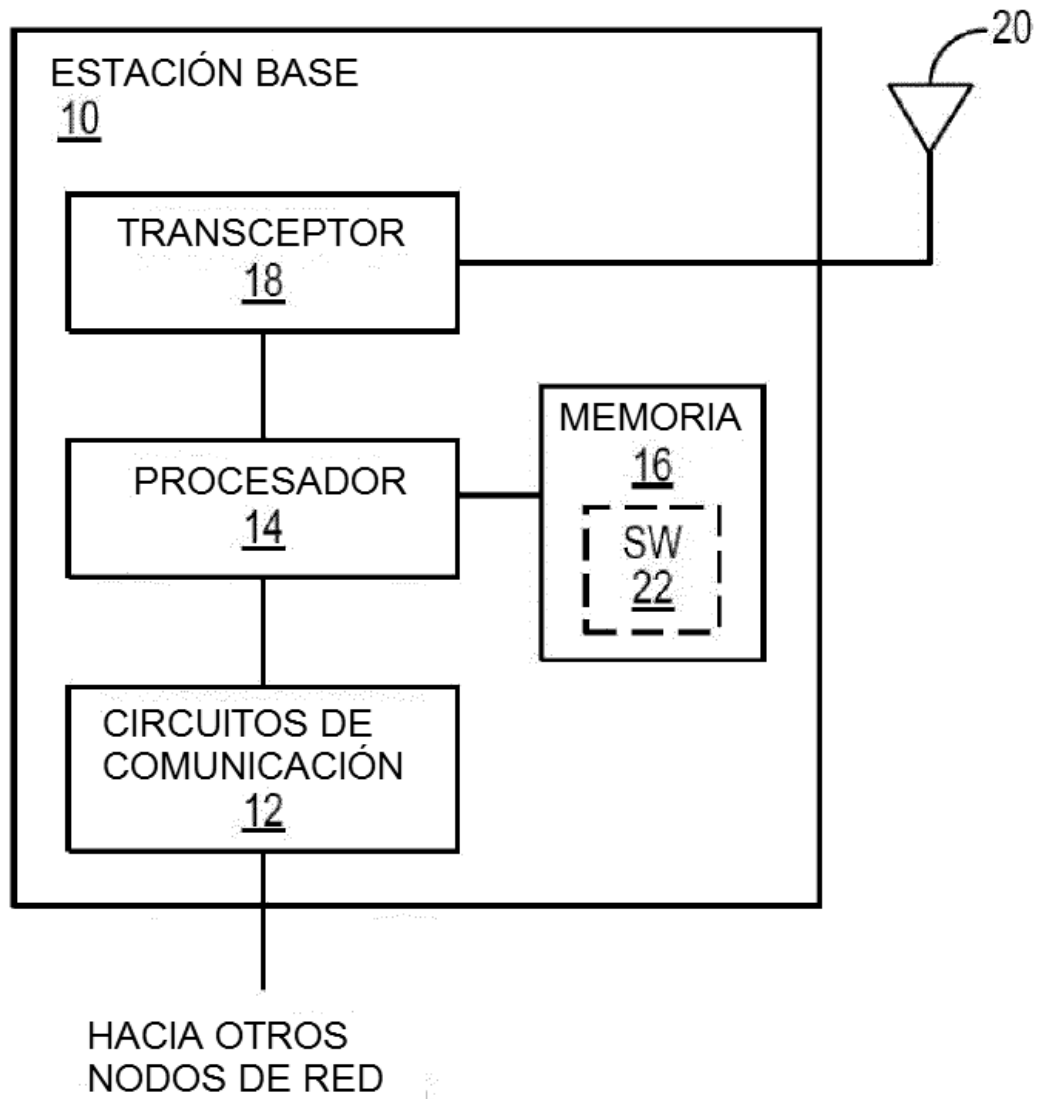 20
ESTACIÓN BASE
10
TRANSCEPTOR
18
MEMORIA
16
SW
22
PROCESADOR
14
CIRCUITOS DE
COMUNICACIÓN
12
HACIA OTROS
NODOS DE RED